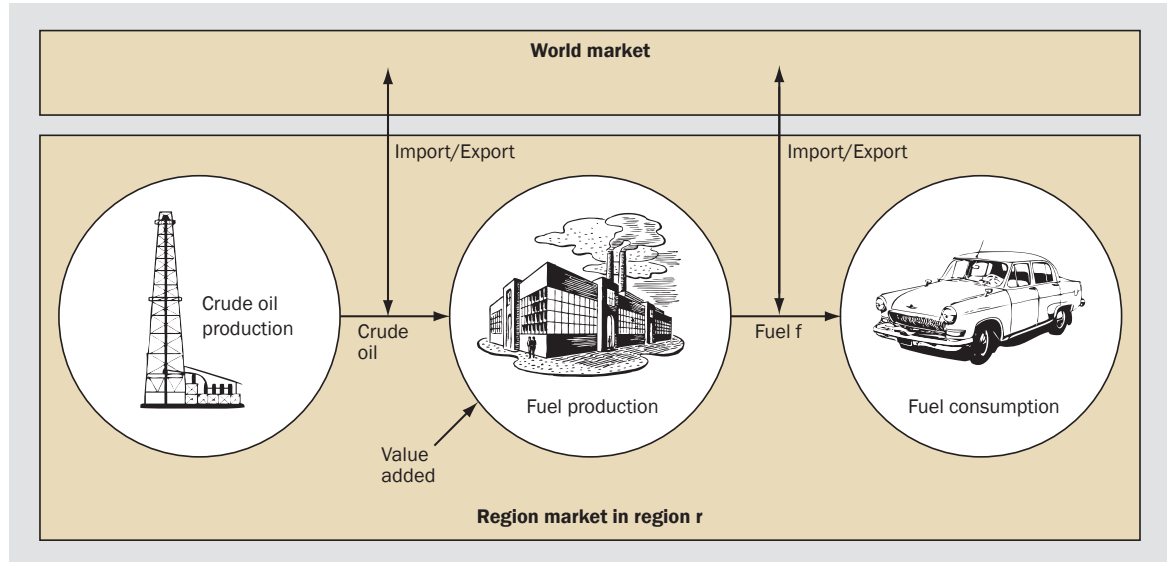 World market
Import/Export
Import/Export
Crude oil
production
Crude
oil
Fuel production
Value
added
Fuel f
Fuel consumption
Region market in region r